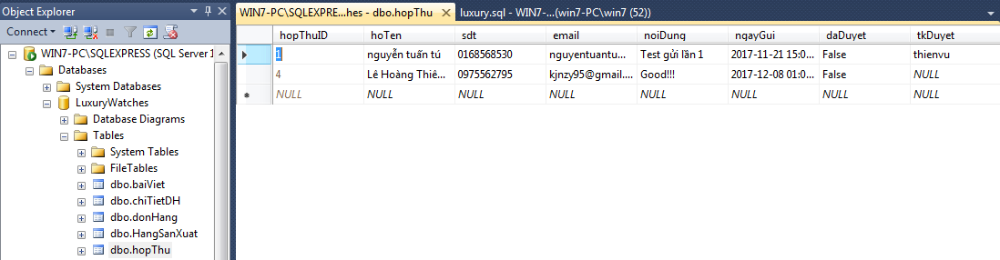 Object Explorer
WIN7-PC\SQLEXPRE...hes - dbo.hopThu
luxury.sql - WIN7-...(win7-PC\win7 (52))
Connect
WIN7-PC\SQLEXPRESS (SQL Server 1
Databases
System Databases
LuxuryWatches
Database Diagrams
Tables
System Tables
FileTables
dbo.baiViet
dbo.chiTietDH
dbo.donHang
dbo.HangSanXuat
dbo.hopThu
hopThuID hoTen sdt email noiDung ngayGui daDuyet tkDuyet
1 nguyễn tuấn tú 0168568530 nguyentuantu... Test gửi lần 1 2017-11-21 15:0... False thienvu
4 Lê Hoàng Thiê... 0975562795 kjnzy95@gmail.... Good!!! 2017-12-08 01:0... False NULL
NULL NULL NULL NULL NULL NULL NULL NULL